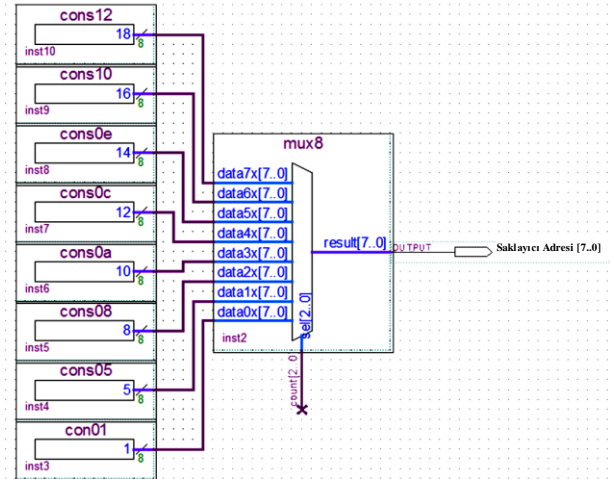 cons12
18
8
inst10
cons10
16
8
inst9
cons0e
14
8
inst8
cons0c
12
8
inst7
cons0a
10
8
inst6
cons08
8
8
inst5
cons05
5
8
inst4
con01
1
8
inst3
mux8
data7x[7..0]
data6x[7..0]
data5x[7..0]
data4x[7..0]
data3x[7..0]
data2x[7..0]
data1x[7..0]
data0x[7..0]
sel[2..0]
result[7..0]
inst2
count[2..0]
OUTPUT
Saklayıcı Adresi [7..0]